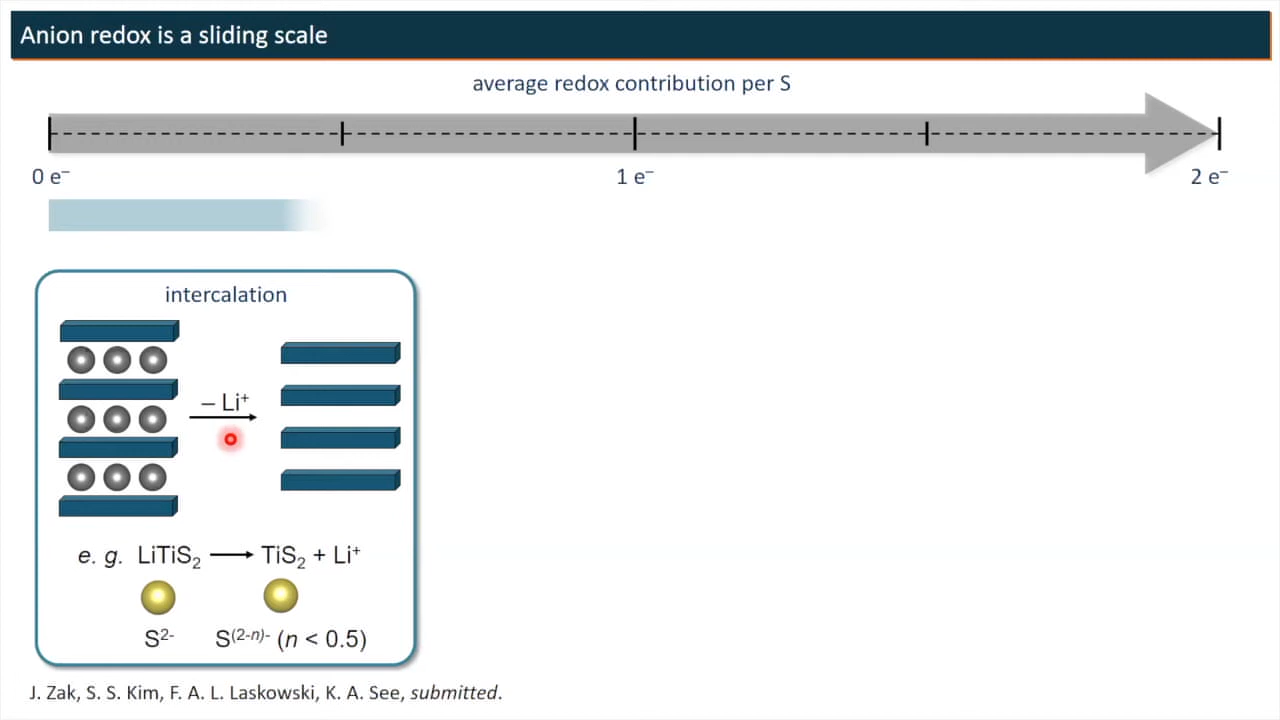 Anion redox is a sliding scale
average redox contribution per S
0 e⁻ 1 e⁻ 2 e⁻
intercalation
– Li⁺
e. g. LiTiS₂ ⟶ TiS₂ + Li⁺
S²⁻ S⁽²⁻ⁿ⁾⁻ (n < 0.5)
J. Zak, S. S. Kim, F. A. L. Laskowski, K. A. See, submitted.